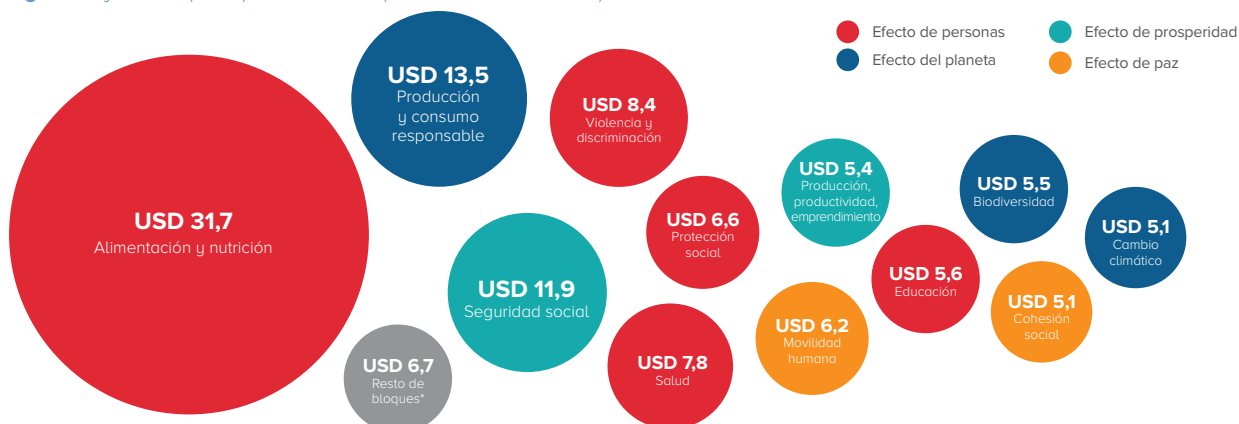 Efecto de personas
Efecto de prosperidad
Efecto del planeta
Efecto de paz
USD 31,7
Alimentación y nutrición
USD 13,5
Producción
y consumo
responsable
USD 8,4
Violencia y
discriminación
USD 11,9
Seguridad social
USD 6,7
Resto de
bloques*
USD 6,6
Protección
social
USD 7,8
Salud
USD 5,4
Producción,
productividad,
emprendimiento
USD 6,2
Movilidad
humana
USD 5,6
Educación
USD 5,5
Biodiversidad
USD 5,1
Cohesión
social
USD 5,1
Cambio
climático